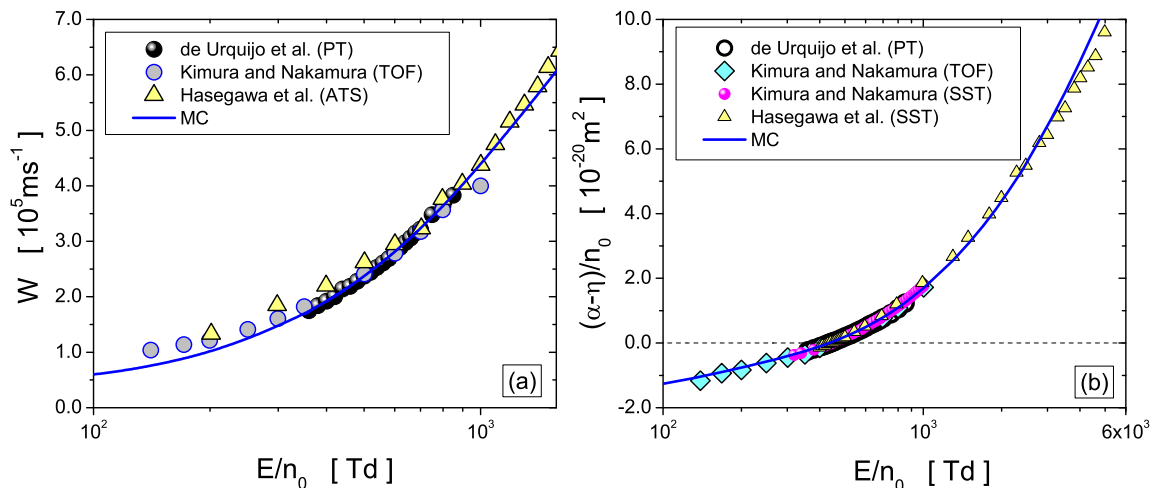 7.0
6.0
5.0
4.0
3.0
2.0
1.0
0.0
W [ 10⁵ms⁻¹ ]
de Urquijo et al. (PT)
Kimura and Nakamura (TOF)
Hasegawa et al. (ATS)
MC
(a)
10²
10³
E/n₀ [ Td ]
10.0
8.0
6.0
4.0
2.0
0.0
-2.0
(α-η)/n₀ [ 10⁻²⁰m² ]
de Urquijo et al. (PT)
Kimura and Nakamura (TOF)
Kimura and Nakamura (SST)
Hasegawa et al. (SST)
MC
(b)
10²
10³
6x10³
E/n₀ [ Td ]